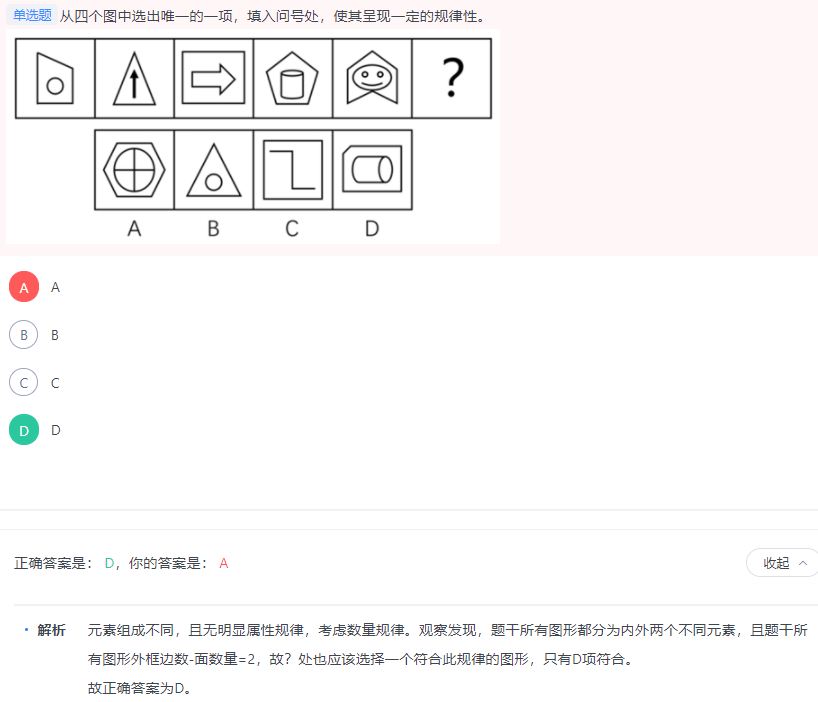 单选题 从四个图中选出唯一的一项，填入问号处，使其呈现一定的规律性。
?
A B C D
A A
B B
C C
D D
正确答案是： D， 你的答案是： A
收起
解析 元素组成不同，且无明显属性规律，考虑数量规律。观察发现，题干所有图形都分为内外两个不同元素，且题干所
有图形外框边数-面数量=2，故？处也应该选择一个符合此规律的图形，只有D项符合。
故正确答案为D。